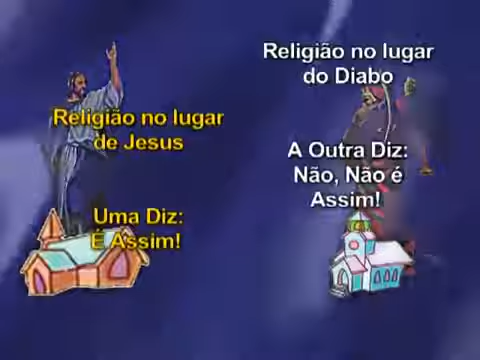 Religião no lugar
de Jesus
Uma Diz:
É Assim!
Religião no lugar
do Diabo
A Outra Diz:
Não, Não é
Assim!